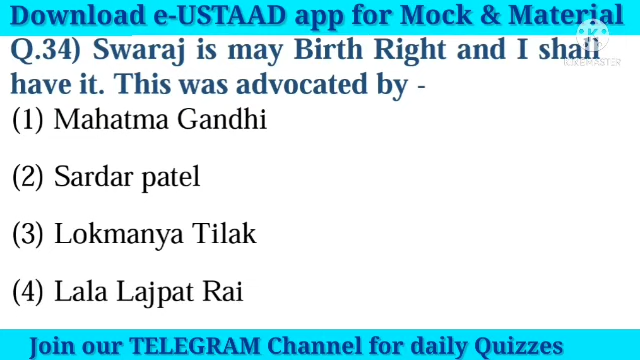 Download e-USTAAD app for Mock & Material
Q.34) Swaraj is may Birth Right and I shall
have it. This was advocated by -
(1) Mahatma Gandhi
(2) Sardar patel
(3) Lokmanya Tilak
(4) Lala Lajpat Rai
Join our TELEGRAM Channel for daily Quizzes